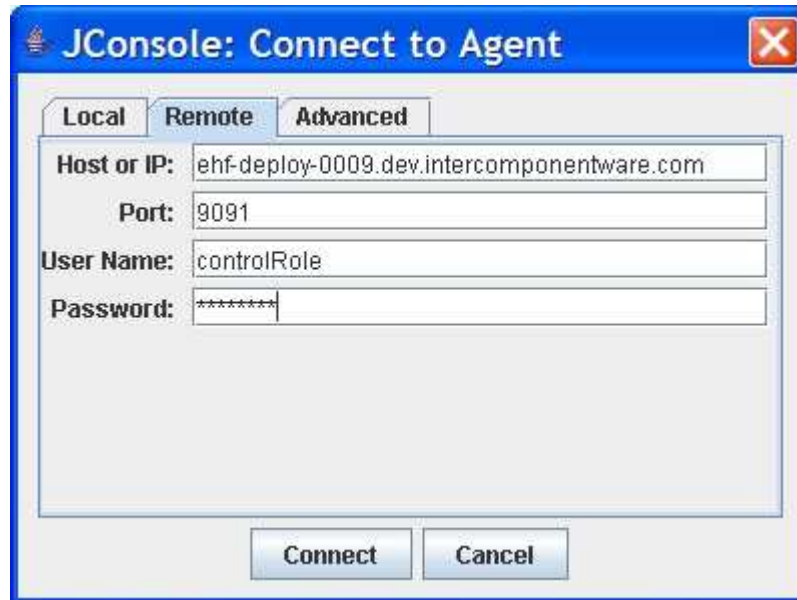 JConsole: Connect to Agent
Local Remote Advanced
Host or IP: ehf-deploy-0009.dev.intercomponentware.com
Port: 9091
User Name: controlRole
Password: ********
Connect Cancel